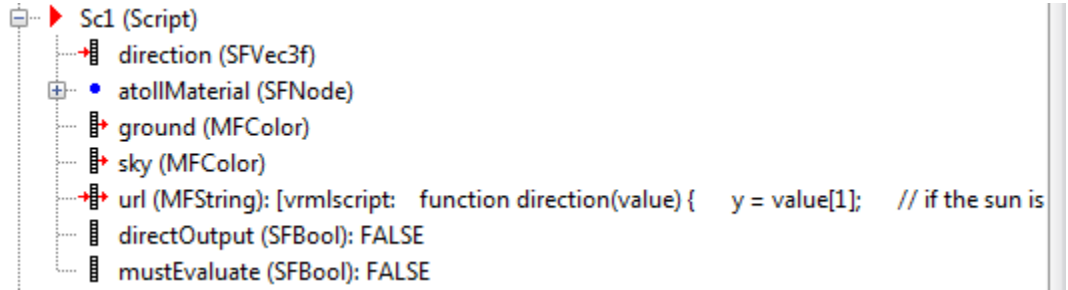 Sc1 (Script)
direction (SFVec3f)
atollMaterial (SFNode)
ground (MFColor)
sky (MFColor)
url (MFString): [vrmlscript: function direction(value) { y = value[1]; // if the sun is
directOutput (SFBool): FALSE
mustEvaluate (SFBool): FALSE